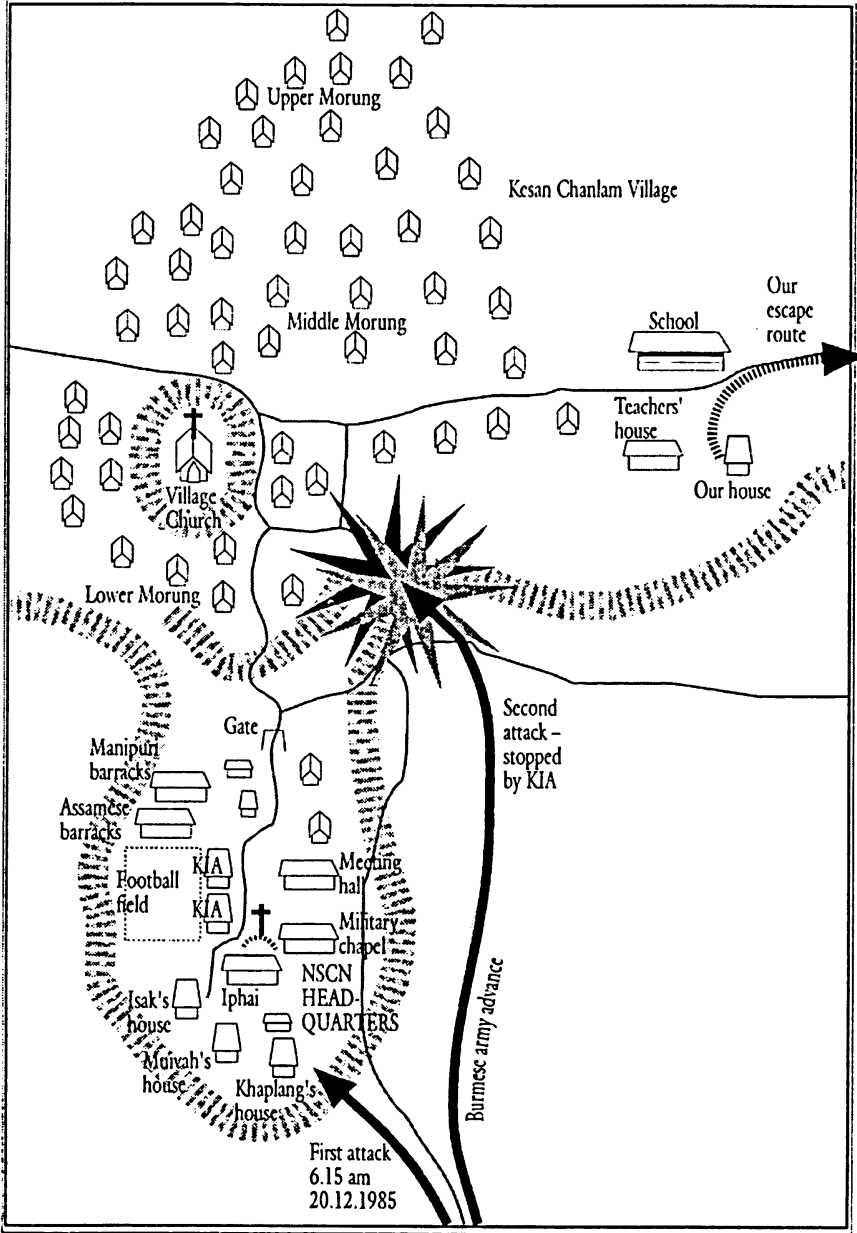 Upper Morung
Kesan Chanlam Village
Our
escape
route
Middle Morung
School
Teachers'
house
Our house
Village
Church
Lower Morung
Second
attack –
stopped
by KIA
Gate
Manipuri
barracks
Assamese
barracks
Football
field
KIA
KIA
Meeting
hall
Military
chapel
Iphai
NSCN
HEAD-
QUARTERS
Isak's
house
Muivah's
house
Khaplang's
house
Burmese army advance
First attack
6.15 am
20.12.1985